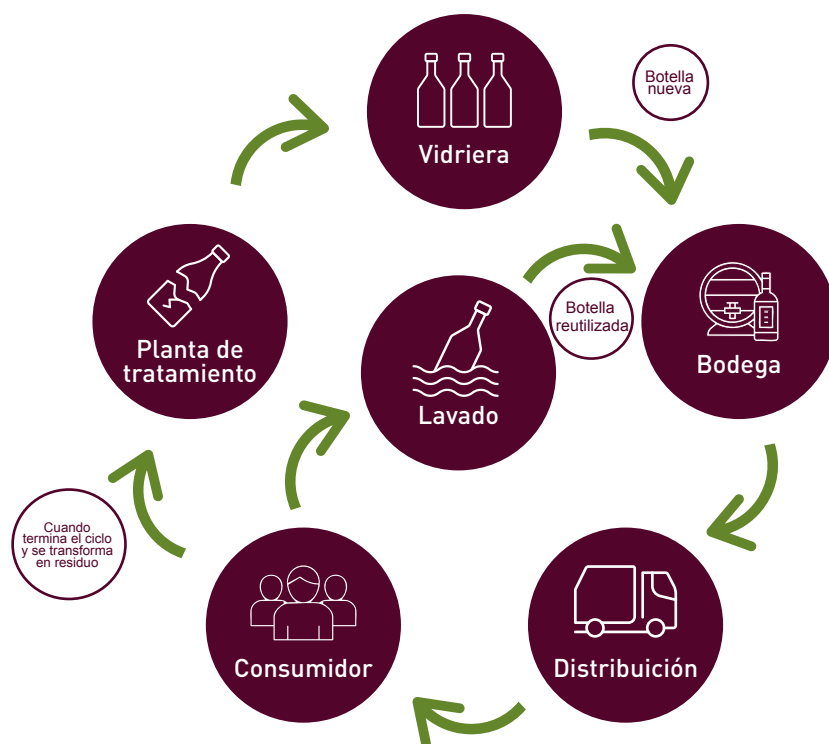 Vidriera
Botella
nueva
Planta de
tratamiento
Lavado
Botella
reutilizada
Bodega
Cuando
termina el ciclo
y se transforma
en residuo
Consumidor
Distribuición